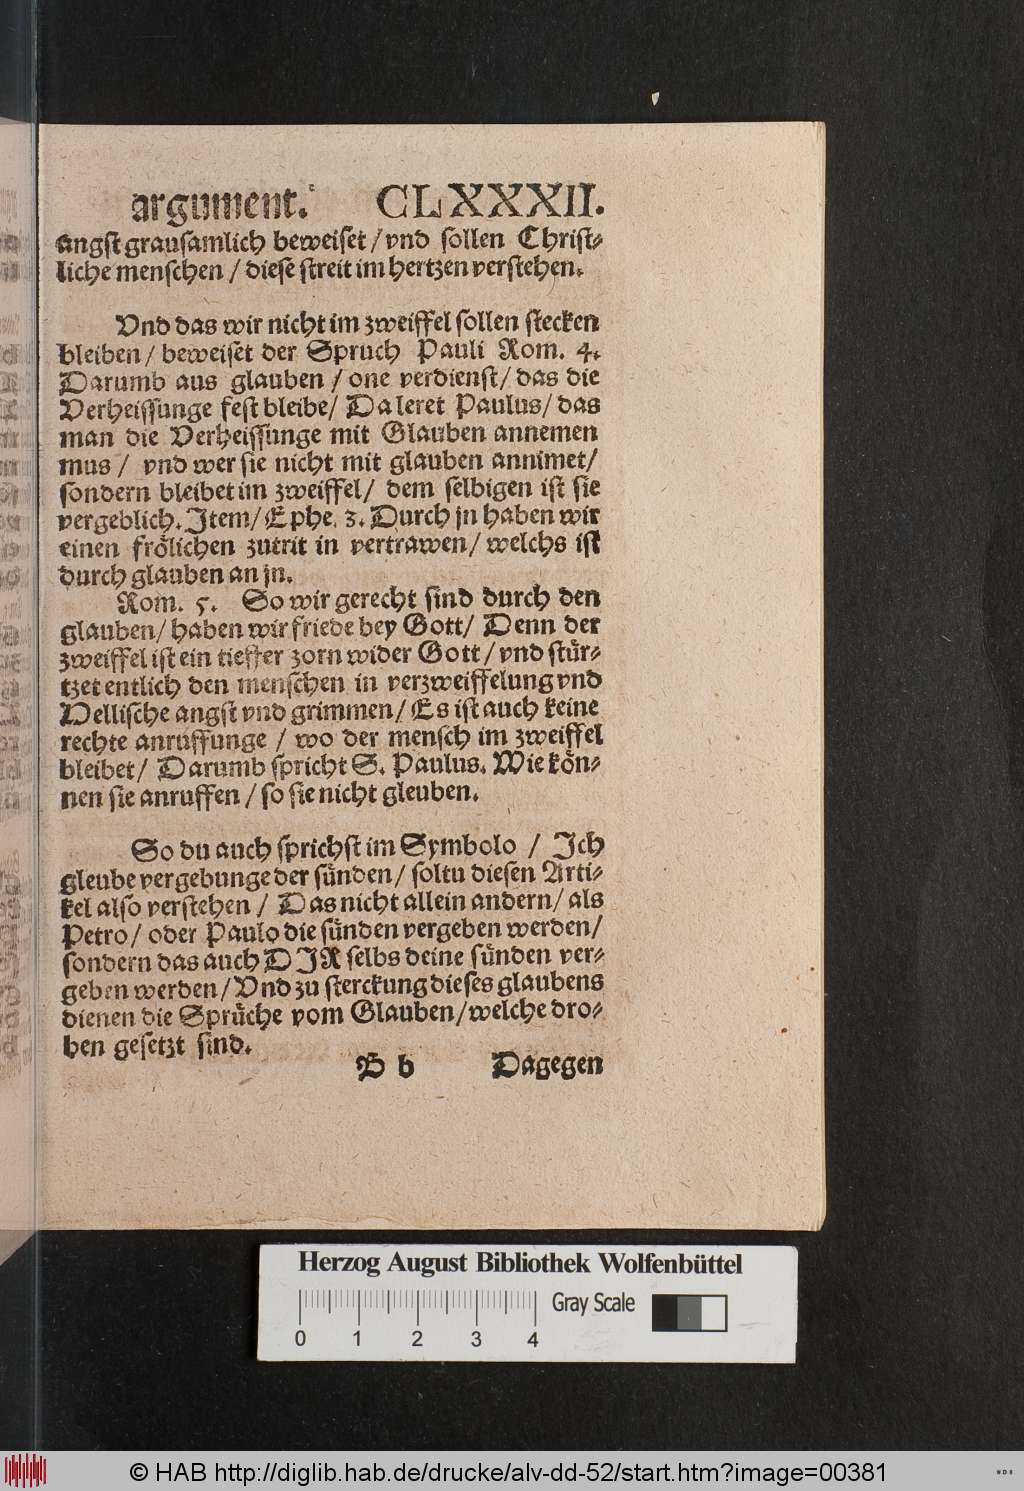 argument. CLXXXII.
angst grausamlich beweiset / vnd sollen Christ⸗
liche menschen / diese streit im hertzen verstehen.
Vnd das wir nicht im zweiffel sollen stecken
bleiben / beweiset der Spruch Pauli Rom. 4.
Darumb aus glauben / one verdienst / das die
Verheissunge fest bleibe / Da leret Paulus / das
man die Verheissunge mit Glauben annemen
mus / vnd wer sie nicht mit glauben annimet /
sondern bleibet im zweiffel / dem selbigen ist sie
vergeblich. Item / Ephe. 3. Durch jn haben wir
einen frölichen zutrit in vertrawen / welchs ist
durch glauben an jn.
Rom. 5. So wir gerecht sind durch den
glauben / haben wir friede bey Gott / Denn der
zweiffel ist ein tieffer zorn wider Gott / vnd stür⸗
tzet entlich den menschen in verzweiffelung vnd
Hellische angst vnd grimmen / Es ist auch keine
rechte anruffunge / wo der mensch im zweiffel
bleibet / Darumb spricht S. Paulus. Wie kön⸗
nen sie anruffen / so sie nicht gleuben.
So du auch sprichst im Symbolo / Ich
gleube vergebunge der sünden / soltu diesen Arti⸗
kel also verstehen / Das nicht allein andern / als
Petro / oder Paulo die sünden vergeben werden /
sondern das auch DIR selbs deine sünden ver⸗
geben werden / Vnd zu sterckung dieses glaubens
dienen die Sprüche vom Glauben / welche dro⸗
ben gesetzt sind.
B b Dagegen
Herzog August Bibliothek Wolfenbüttel
Gray Scale
0 1 2 3 4
© HAB http://diglib.hab.de/drucke/alv-dd-52/start.htm?image=00381